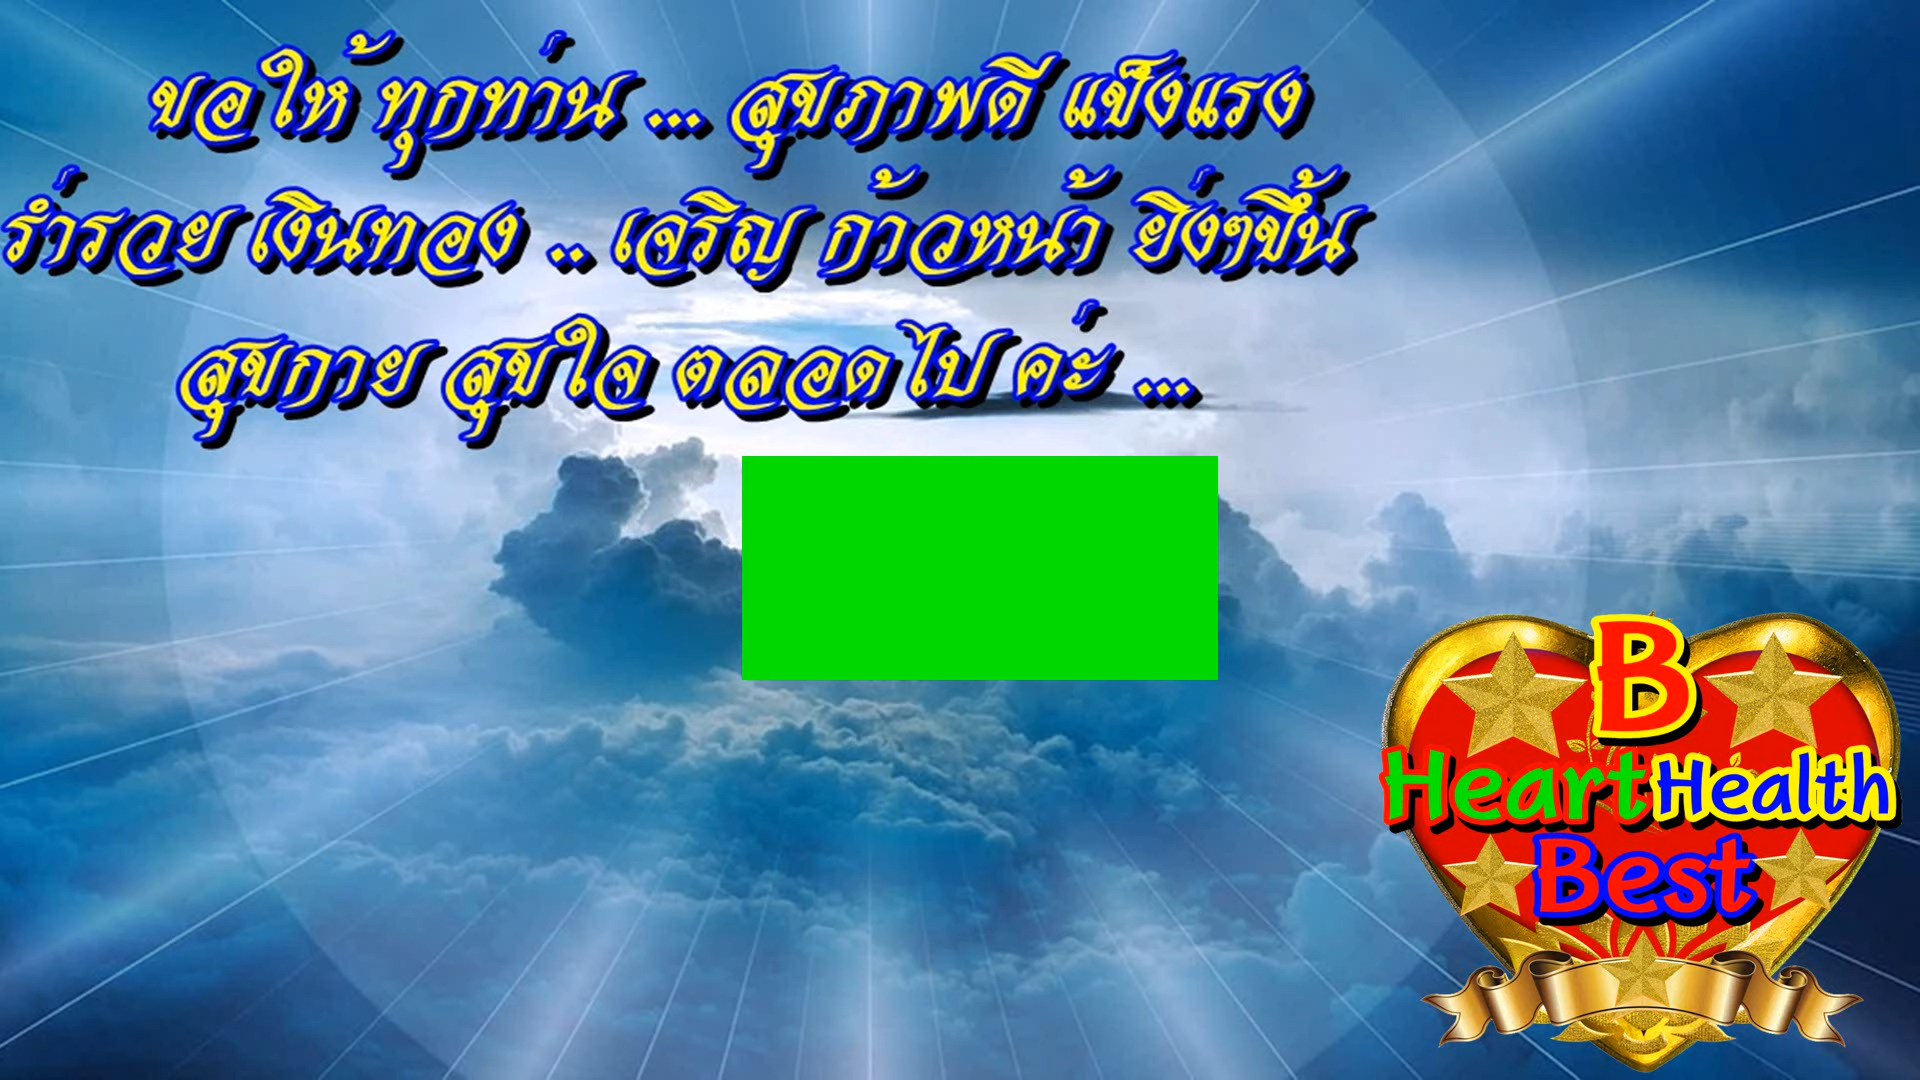 ขอให้ ทุกท่าน ... สุขภาพดี แข็งแรง
ร่ำรวย เงินทอง .. เจริญ ก้าวหน้า ยิ่งๆขึ้น
สุขกาย สุขใจ ตลอดไป ค่ะ ...
B
Heart Health
Best